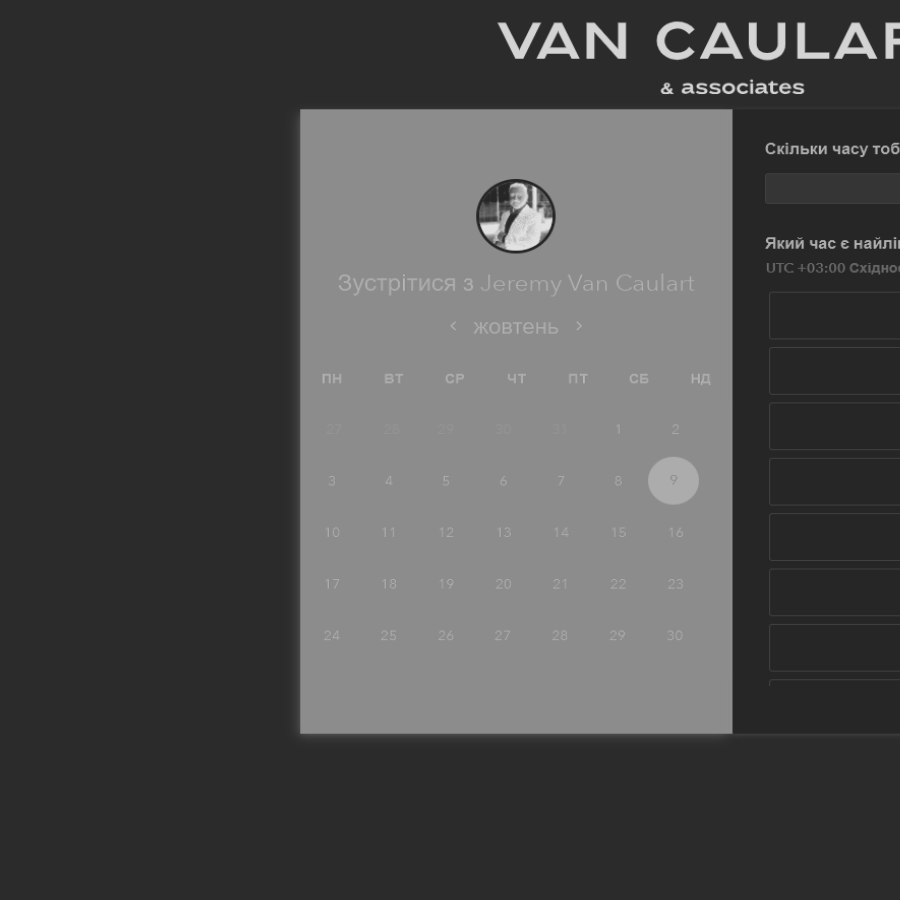 VAN CAULAR
& associates
Зустрітися з Jeremy Van Caulart
‹ жовтень ›
ПН ВТ СР ЧТ ПТ СБ НД
27 28 29 30 31 1 2
3 4 5 6 7 8 9
10 11 12 13 14 15 16
17 18 19 20 21 22 23
24 25 26 27 28 29 30
Скільки часу тоб
Який час є найлі
UTC +03:00 Східноє